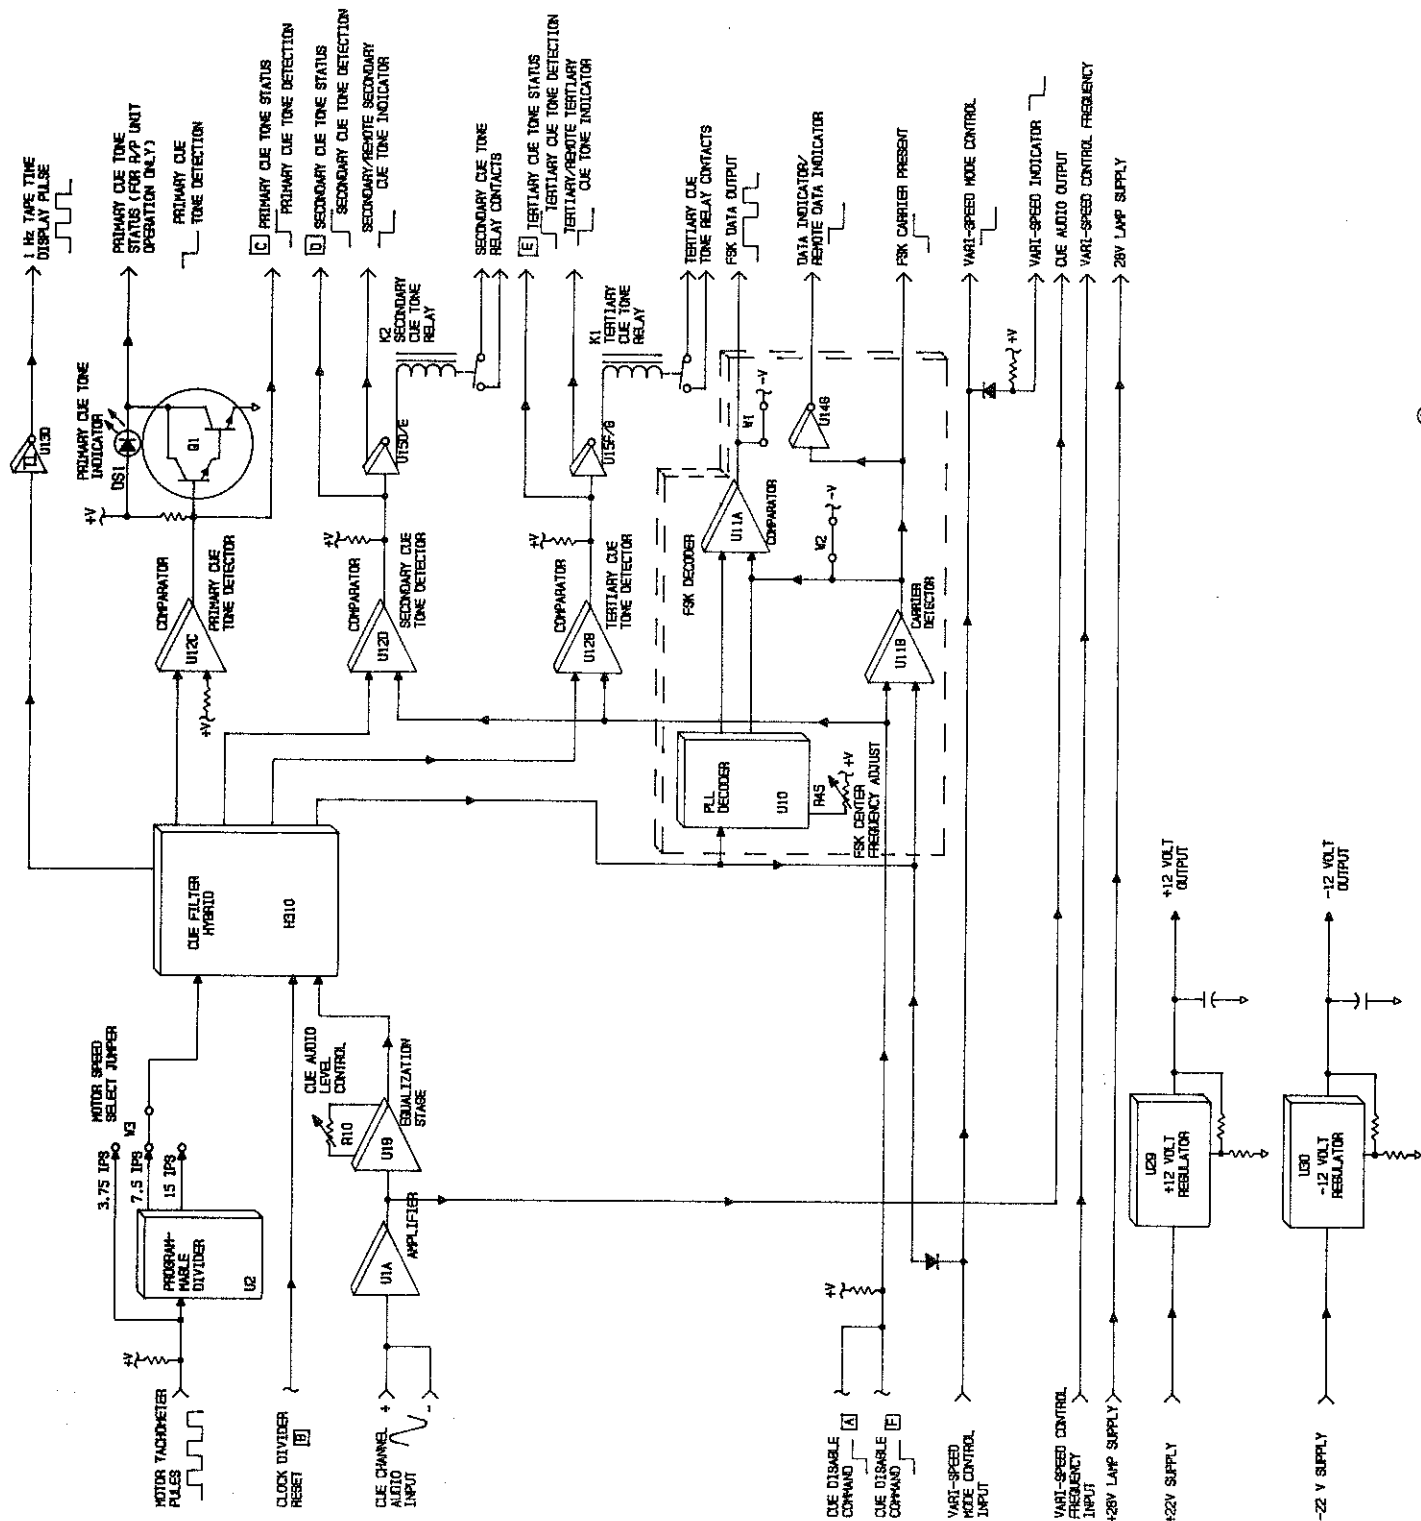 MOTOR TACHOMETER
PULES
+V
PROGRAM-
MABLE
DIVIDER
U2
3.75 IPS
7.5 IPS
15 IPS
W3
MOTOR SPEED
SELECT JUMPER
CLOCK DIVIDER
RESET B
CUE CHANNEL
AUDIO
INPUT
+
-
U1A
AMPLIFIER
U19
R10
CUE AUDIO
LEVEL
CONTROL
EQUALIZATION
STAGE
CUE FILTER
HYBRID
H310
U13D
1 Hz TAPE TIME
DISPLAY PULSE
+V
U12C
COMPARATOR
PRIMARY CUE
TONE DETECTOR
+V
DS1
PRIMARY CUE TONE
INDICATOR
Q1
PRIMARY CUE TONE
STATUS (FOR R/P UNIT
OPERATION ONLY)
PRIMARY CUE
TONE DETECTION
C PRIMARY CUE TONE STATUS
PRIMARY CUE TONE DETECTION
COMPARATOR
U12D
SECONDARY CUE
TONE DETECTOR
+V
U15D/E
D SECONDARY CUE TONE STATUS
SECONDARY CUE TONE DETECTION
SECONDARY/REMOTE SECONDARY
CUE TONE INDICATOR
K2
SECONDARY
CUE TONE
RELAY
SECONDARY CUE TONE
RELAY CONTACTS
COMPARATOR
U12B
TERTIARY CUE
TONE DETECTOR
+V
U15F/G
E TERTIARY CUE TONE STATUS
TERTIARY CUE TONE DETECTION
TERTIARY/REMOTE TERTIARY
CUE TONE INDICATOR
K1
TERTIARY
CUE TONE
RELAY
TERTIARY CUE
TONE RELAY CONTACTS
FSK DECODER
PLL
DECODER
U10
R45
+V
FSK CENTER
FREQUENCY ADJUST
U11A
COMPARATOR
W1
-V
W2
-V
U14G
U11B
CARRIER
DETECTOR
FSK DATA OUTPUT
DATA INDICATOR/
REMOTE DATA INDICATOR
FSK CARRIER PRESENT
CUE DISABLE
COMMAND A
CUE DISABLE
COMMAND F
+V
VARI-SPEED
MODE CONTROL
INPUT
VARI-SPEED MODE CONTROL
+V
VARI-SPEED INDICATOR
CUE AUDIO OUTPUT
VARI-SPEED CONTROL
FREQUENCY
INPUT
VARI-SPEED CONTROL FREQUENCY
+28V LAMP SUPPLY
28V LAMP SUPPLY
+22V SUPPLY
U29
+12 VOLT
REGULATOR
+12 VOLT
OUTPUT
-22 V SUPPLY
U30
-12 VOLT
REGULATOR
-12 VOLT
OUTPUT